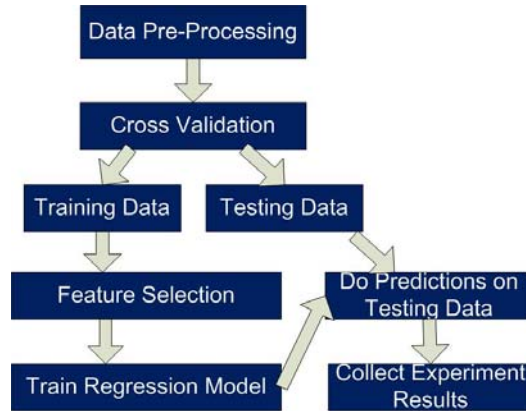 Data Pre-Processing
Cross Validation
Training Data
Testing Data
Feature Selection
Do Predictions on
Testing Data
Train Regression Model
Collect Experiment
Results